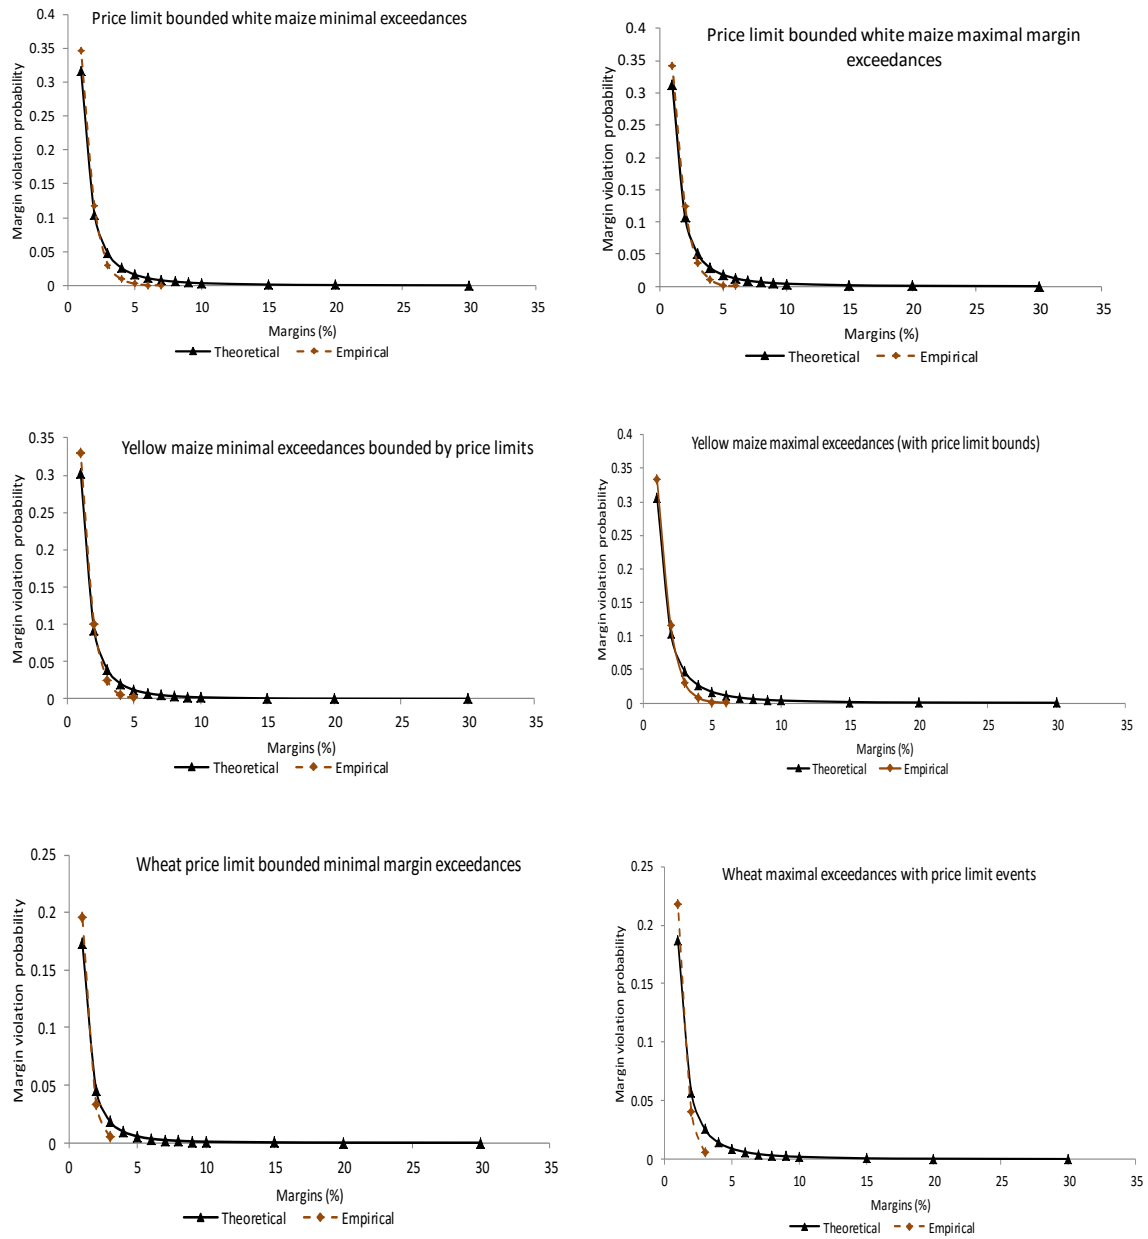 Price limit bounded white maize minimal exceedances
Margin violation probability
0.4
0.35
0.3
0.25
0.2
0.15
0.1
0.05
0
0 5 10 15 20 25 30 35
Margins (%)
Theoretical Empirical
Price limit bounded white maize maximal margin
exceedances
Margin violation probability
0.4
0.35
0.3
0.25
0.2
0.15
0.1
0.05
0
0 5 10 15 20 25 30 35
Margins (%)
Theoretical Empirical
Yellow maize minimal exceedances bounded by price limits
Margin violation probability
0.35
0.3
0.25
0.2
0.15
0.1
0.05
0
0 5 10 15 20 25 30 35
Margins (%)
Theoretical Empirical
Yellow maize maximal exceedances (with price limit bounds)
Margin violation probability
0.4
0.35
0.3
0.25
0.2
0.15
0.1
0.05
0
0 5 10 15 20 25 30 35
Margins (%)
Theoretical Empirical
Wheat price limit bounded minimal margin exceedances
Margin violation probability
0.25
0.2
0.15
0.1
0.05
0
0 5 10 15 20 25 30 35
Margins (%)
Theoretical Empirical
Wheat maximal exceedances with price limit events
Margin violation probability
0.25
0.2
0.15
0.1
0.05
0
0 5 10 15 20 25 30 35
Margins (%)
Theoretical Empirical